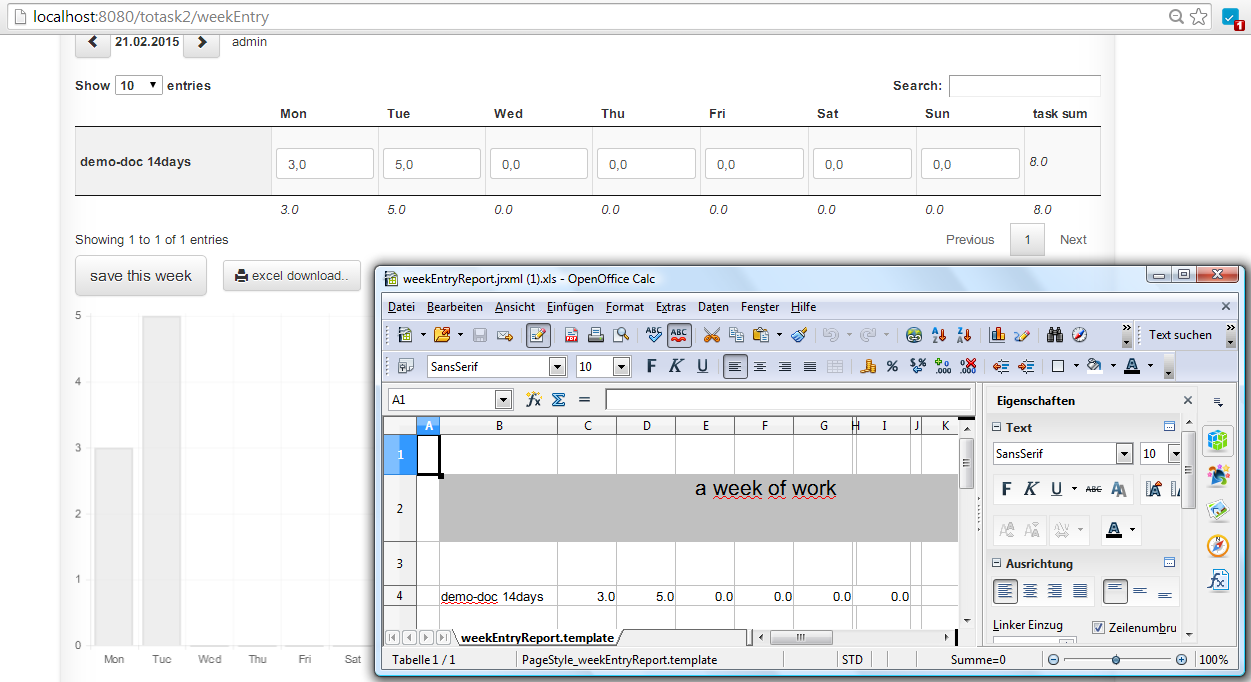 localhost:8080/totask2/weekEntry
1
21.02.2015 admin
Show 10 entries Search:
Mon Tue Wed Thu Fri Sat Sun task sum
demo-doc 14days 3,0 5,0 0,0 0,0 0,0 0,0 0,0 8.0
3.0 5.0 0.0 0.0 0.0 0.0 0.0 8.0
Showing 1 to 1 of 1 entries Previous 1 Next
save this week excel download..
5
4
3
2
1
0
Mon Tue Wed Thu Fri Sat
weekEntryReport.jrxml (1).xls - OpenOffice Calc
Datei Bearbeiten Ansicht Einfügen Format Extras Daten Fenster Hilfe
ABC ABC Text suchen
SansSerif 10 F K U
A1
A B C D E F G H I J K
1
2 a week of work
3
4 demo-doc 14days 3.0 5.0 0.0 0.0 0.0 0.0
weekEntryReport.template
Eigenschaften
Text
SansSerif 10
F K U ABC
Ausrichtung
Linker Einzug Zeilenumbru
Tabelle 1 / 1 PageStyle_weekEntryReport.template STD Summe=0 100%